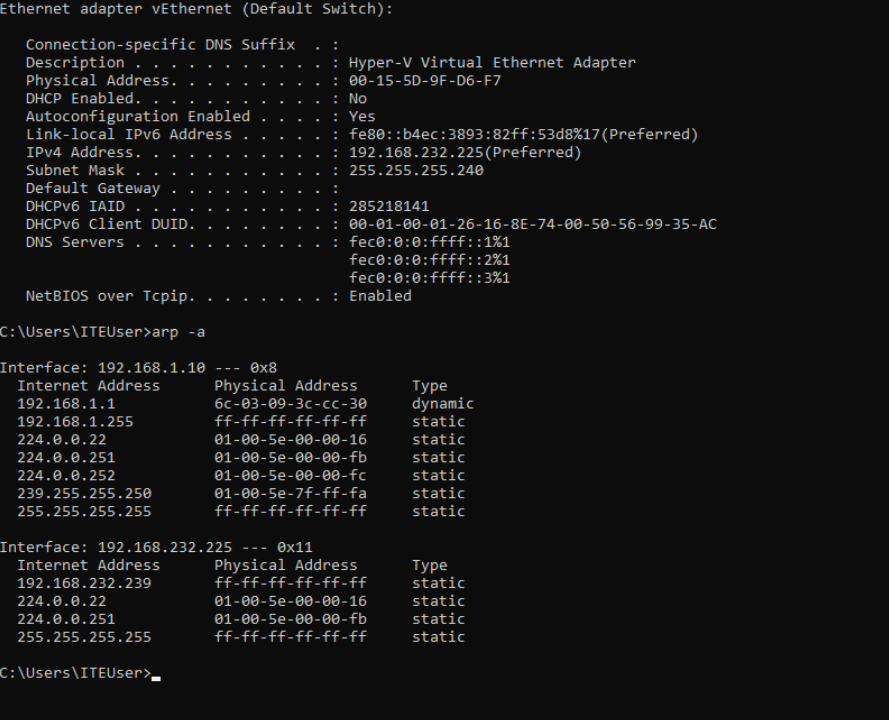 Ethernet adapter vEthernet (Default Switch):
Connection-specific DNS Suffix . :
Description . . . . . . . . . . . : Hyper-V Virtual Ethernet Adapter
Physical Address. . . . . . . . . : 00-15-5D-9F-D6-F7
DHCP Enabled. . . . . . . . . . . : No
Autoconfiguration Enabled . . . . : Yes
Link-local IPv6 Address . . . . . : fe80::b4ec:3893:82ff:53d8%17(Preferred)
IPv4 Address. . . . . . . . . . . : 192.168.232.225(Preferred)
Subnet Mask . . . . . . . . . . . : 255.255.255.240
Default Gateway . . . . . . . . . :
DHCPv6 IAID . . . . . . . . . . . : 285218141
DHCPv6 Client DUID. . . . . . . . : 00-01-00-01-26-16-8E-74-00-50-56-99-35-AC
DNS Servers . . . . . . . . . . . : fec0:0:0:ffff::1%1
fec0:0:0:ffff::2%1
fec0:0:0:ffff::3%1
NetBIOS over Tcpip. . . . . . . . : Enabled
C:\Users\ITEUser>arp -a
Interface: 192.168.1.10 --- 0x8
Internet Address Physical Address Type
192.168.1.1 6c-03-09-3c-cc-30 dynamic
192.168.1.255 ff-ff-ff-ff-ff-ff static
224.0.0.22 01-00-5e-00-00-16 static
224.0.0.251 01-00-5e-00-00-fb static
224.0.0.252 01-00-5e-00-00-fc static
239.255.255.250 01-00-5e-7f-ff-fa static
255.255.255.255 ff-ff-ff-ff-ff-ff static
Interface: 192.168.232.225 --- 0x11
Internet Address Physical Address Type
192.168.232.239 ff-ff-ff-ff-ff-ff static
224.0.0.22 01-00-5e-00-00-16 static
224.0.0.251 01-00-5e-00-00-fb static
255.255.255.255 ff-ff-ff-ff-ff-ff static
C:\Users\ITEUser>